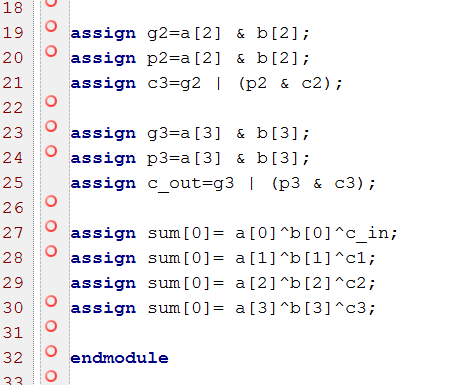 18
19 assign g2=a[2] & b[2];
20 assign p2=a[2] & b[2];
21 assign c3=g2 | (p2 & c2);
22
23 assign g3=a[3] & b[3];
24 assign p3=a[3] & b[3];
25 assign c_out=g3 | (p3 & c3);
26
27 assign sum[0]= a[0]^b[0]^c_in;
28 assign sum[0]= a[1]^b[1]^c1;
29 assign sum[0]= a[2]^b[2]^c2;
30 assign sum[0]= a[3]^b[3]^c3;
31
32 endmodule
33